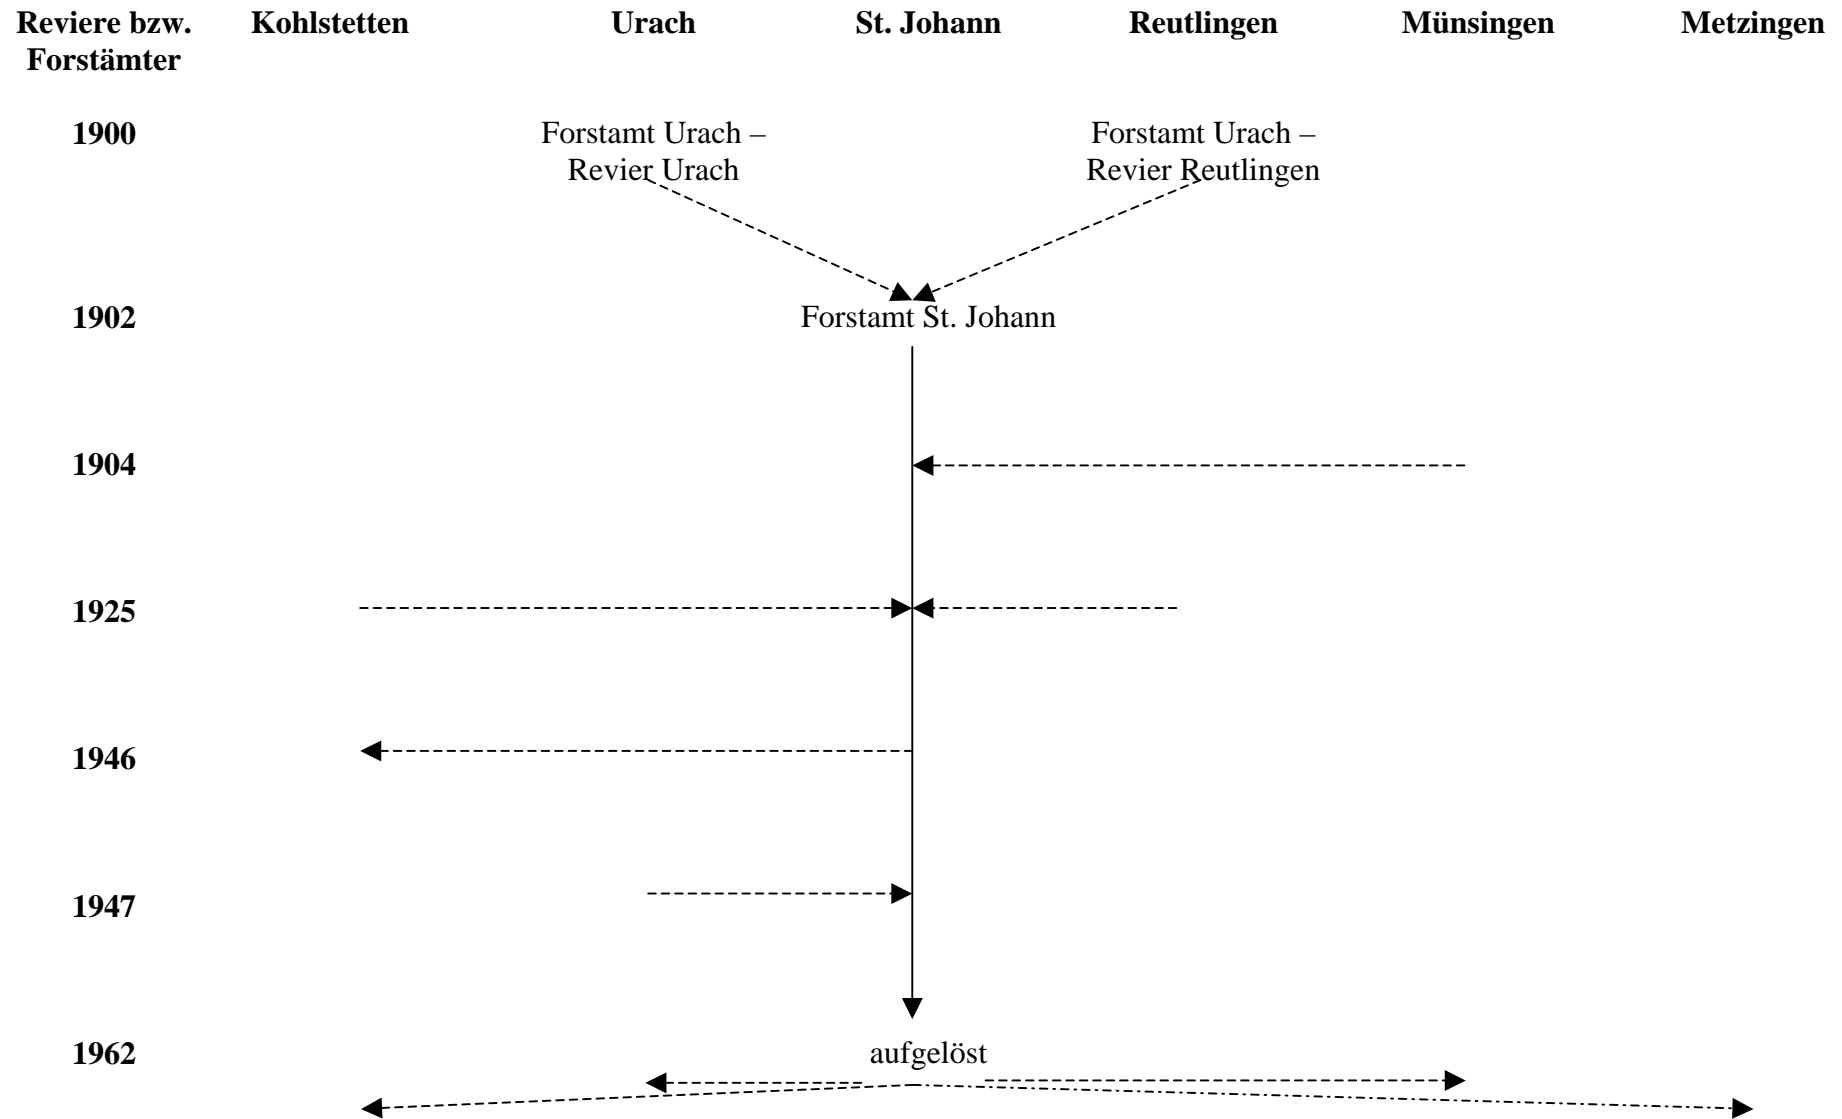 Reviere bzw. Kohlstetten Urach St. Johann Reutlingen Münsingen Metzingen
Forstämter
1900 Forstamt Urach – Forstamt Urach –
Revier Urach Revier Reutlingen
1902 Forstamt St. Johann
1904
1925
1946
1947
1962 aufgelöst